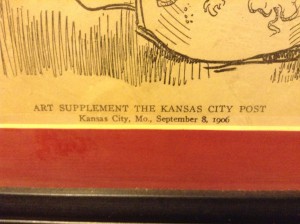 ART SUPPLEMENT THE KANSAS CITY POST
Kansas City, Mo., September 8, 1906